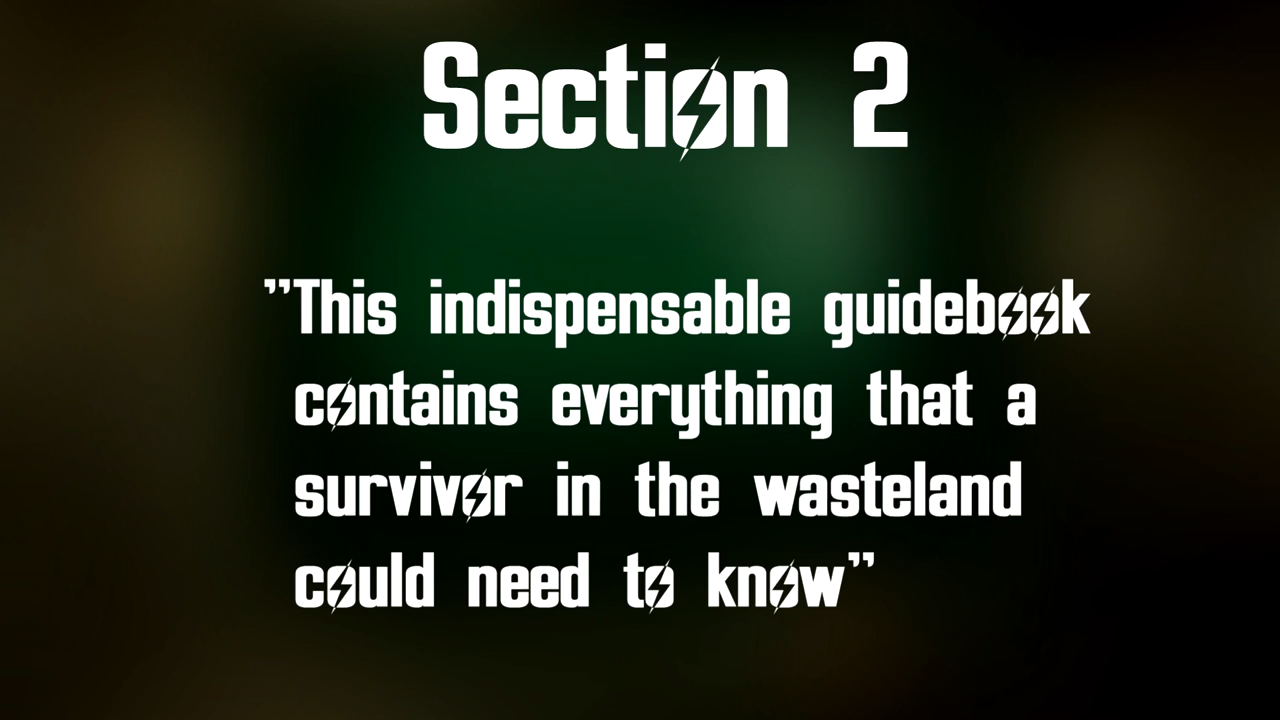 Section 2
”This indispensable guidebook
contains everything that a
survivor in the wasteland
could need to know”